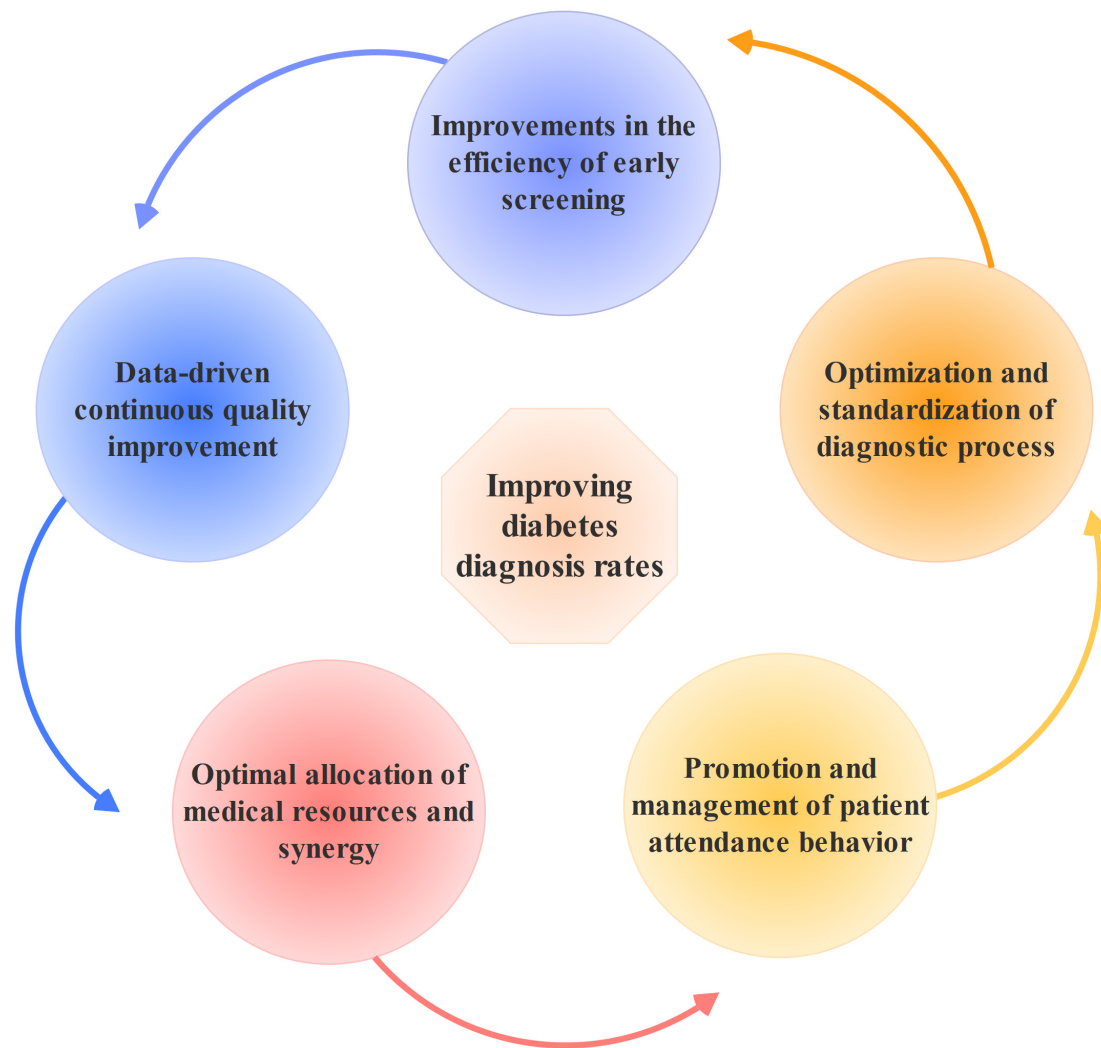 Improvements in the
efficiency of early
screening
Data-driven
continuous quality
improvement
Optimization and
standardization of
diagnostic process
Improving
diabetes
diagnosis rates
Optimal allocation of
medical resources and
synergy
Promotion and
management of patient
attendance behavior